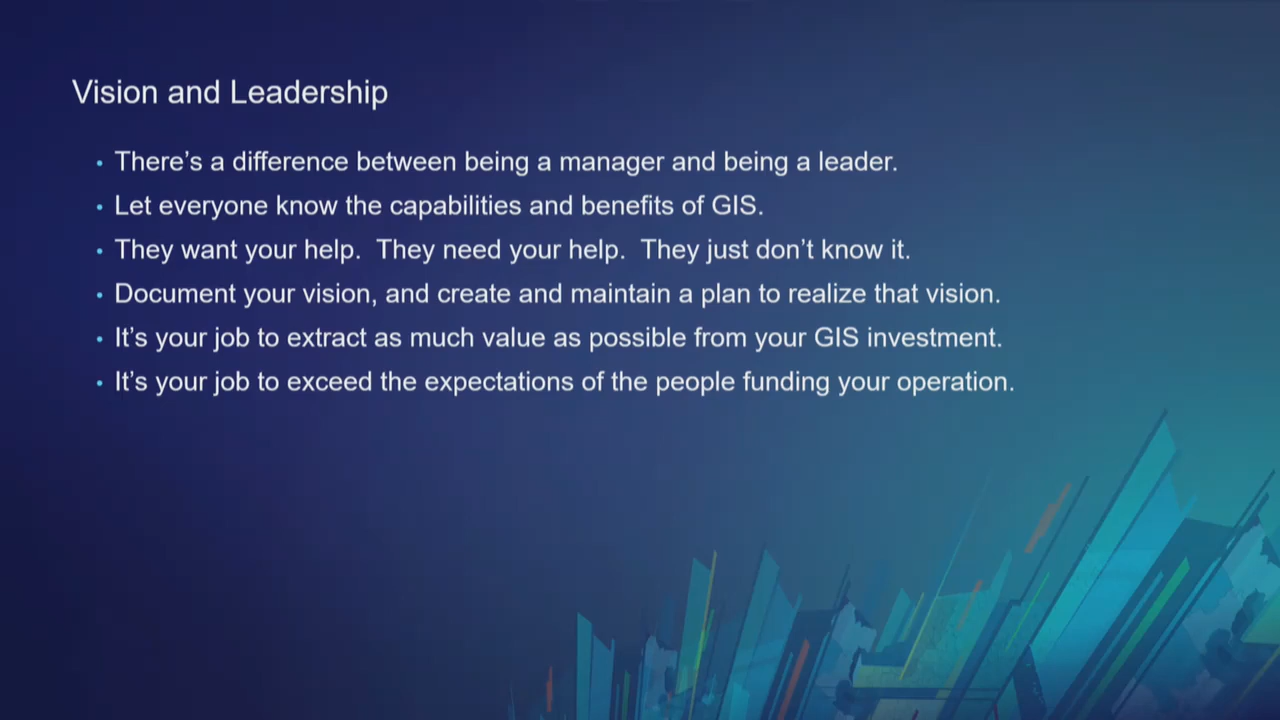 Vision and Leadership
• There’s a difference between being a manager and being a leader.
• Let everyone know the capabilities and benefits of GIS.
• They want your help.  They need your help.  They just don’t know it.
• Document your vision, and create and maintain a plan to realize that vision.
• It’s your job to extract as much value as possible from your GIS investment.
• It’s your job to exceed the expectations of the people funding your operation.